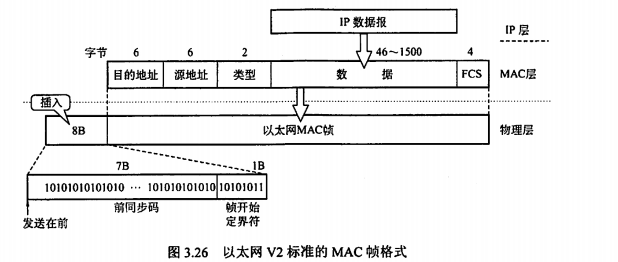 IP 数据报
IP 层
字节 6 6 2 46～1500 4
目的地址 源地址 类型 数 据 FCS MAC层
插入
8B 以太网MAC帧 物理层
7B 1B
10101010101010 … 101010101010 10101011
前同步码 帧开始
定界符
发送在前
图 3.26 以太网 V2 标准的 MAC 帧格式